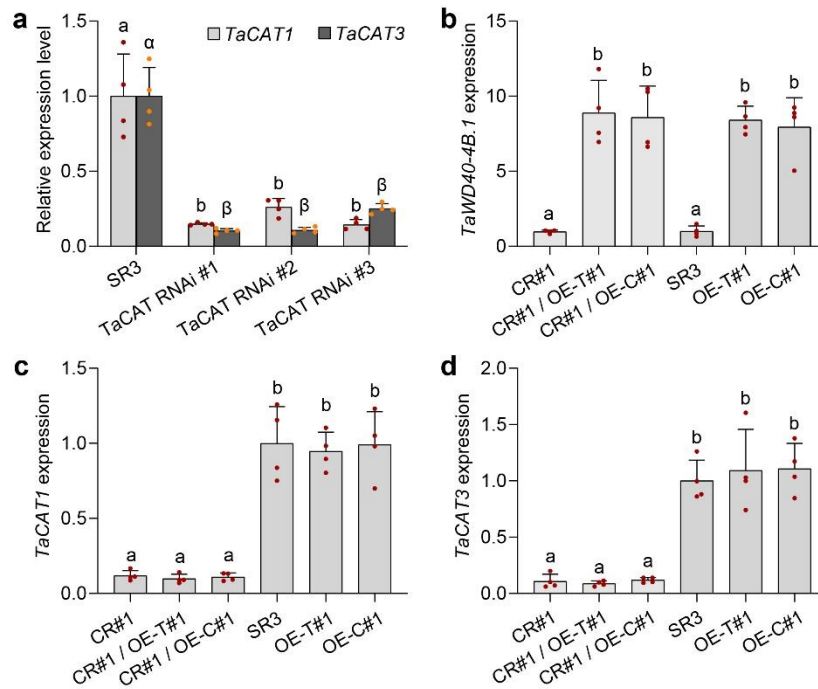 a
Relative expression level
1.5
1.0
0.5
0.0
TaCAT1
TaCAT3
a
α
b
β
b
β
b
β
SR3
TaCAT RNAi #1
TaCAT RNAi #2
TaCAT RNAi #3
b
TaWD40-4B.1 expression
15
10
5
0
a
b
b
a
b
b
CR#1
CR#1 / OE-T#1
CR#1 / OE-C#1
SR3
OE-T#1
OE-C#1
c
TaCAT1 expression
1.5
1.0
0.5
0.0
a
a
a
b
b
b
CR#1
CR#1 / OE-T#1
CR#1 / OE-C#1
SR3
OE-T#1
OE-C#1
d
TaCAT3 expression
2.0
1.5
1.0
0.5
0.0
a
a
a
b
b
b
CR#1
CR#1 / OE-T#1
CR#1 / OE-C#1
SR3
OE-T#1
OE-C#1